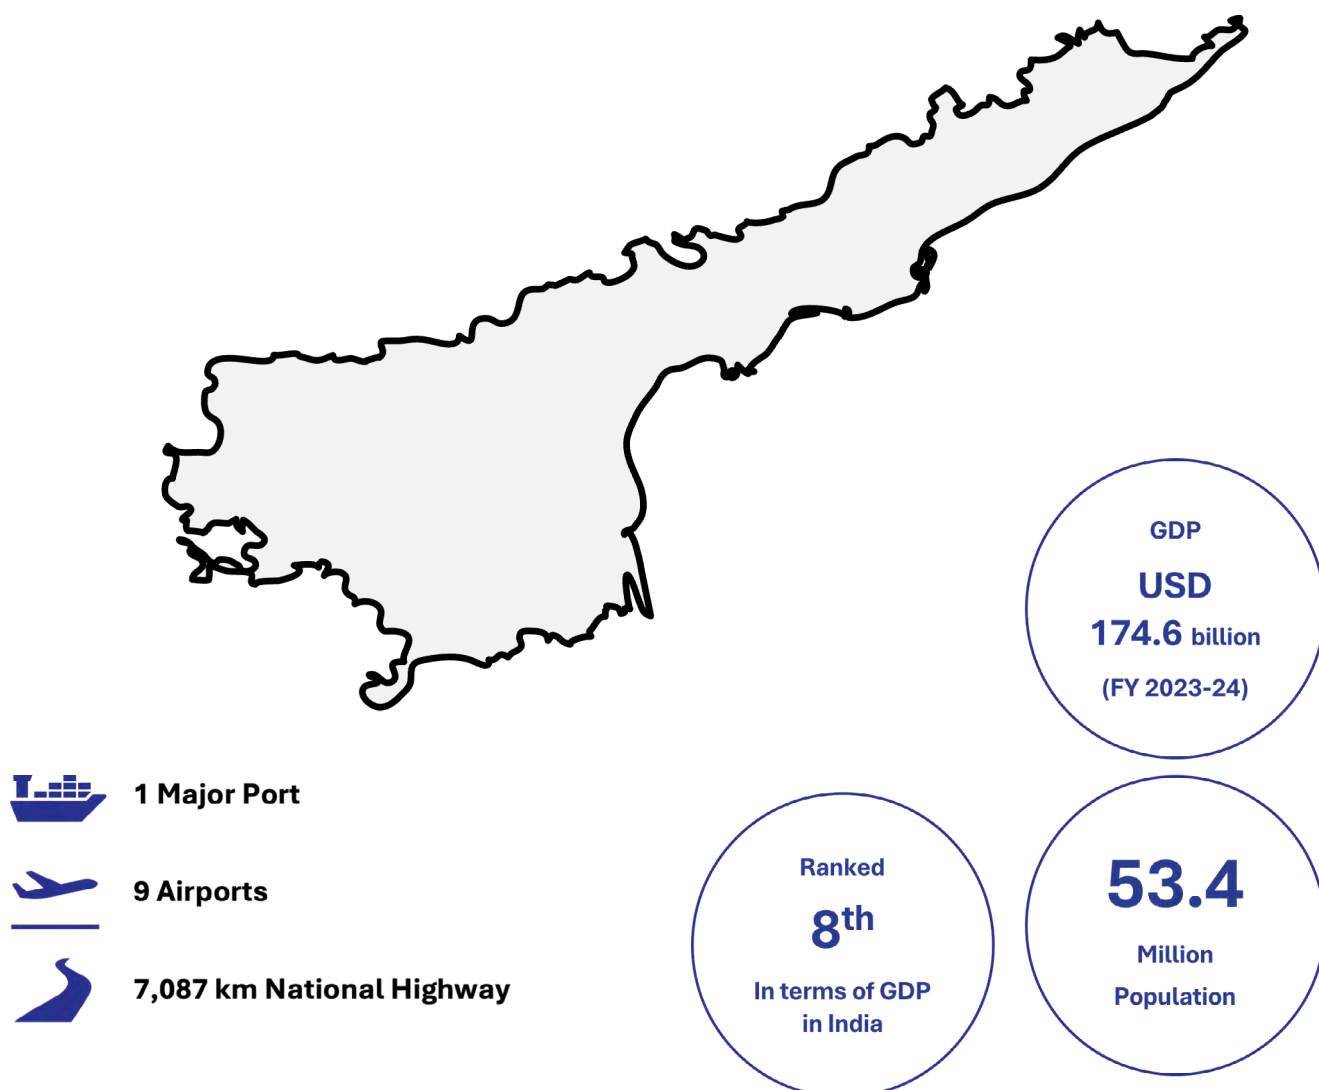 GDP
USD
174.6 billion
(FY 2023-24)
1 Major Port
9 Airports
7,087 km National Highway
Ranked
8th
In terms of GDP
in India
53.4
Million
Population